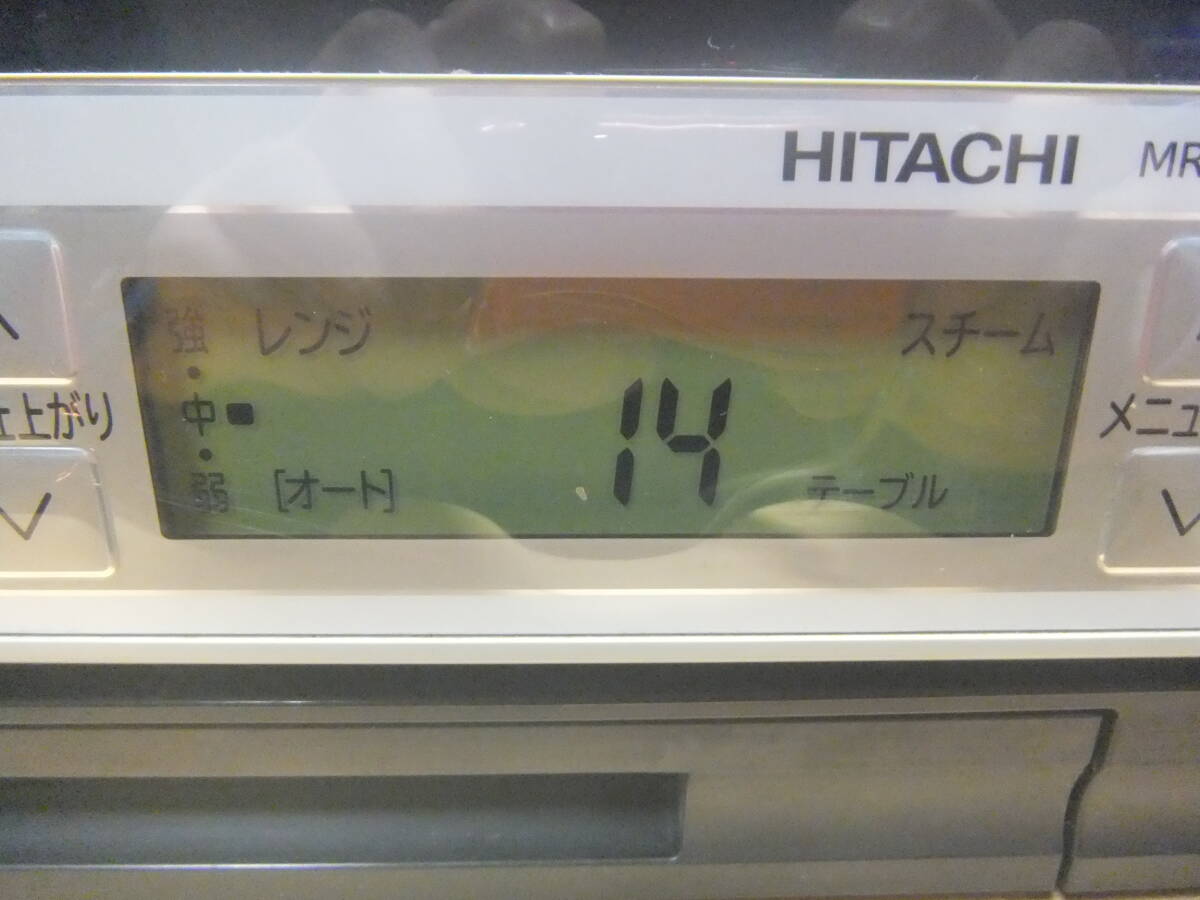 HITACHI MR
強 レンジ スチーム
・
中 ■ 14
・
弱 [オート] テーブル
上がり
メニュ